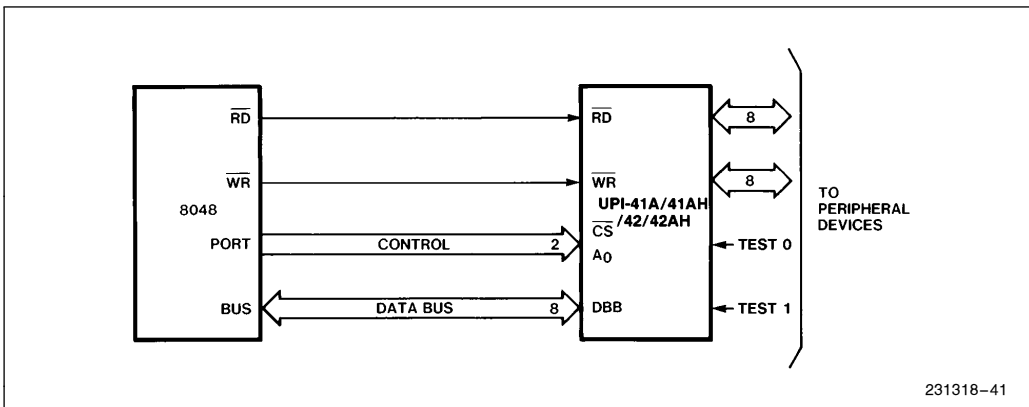 RD
RD
8
WR
WR
8
8048
UPI-41A/41AH
/42/42AH
TO
PERIPHERAL
DEVICES
CS
PORT
CONTROL
2
A0
TEST 0
BUS
DATA BUS
8
DBB
TEST 1
231318-41